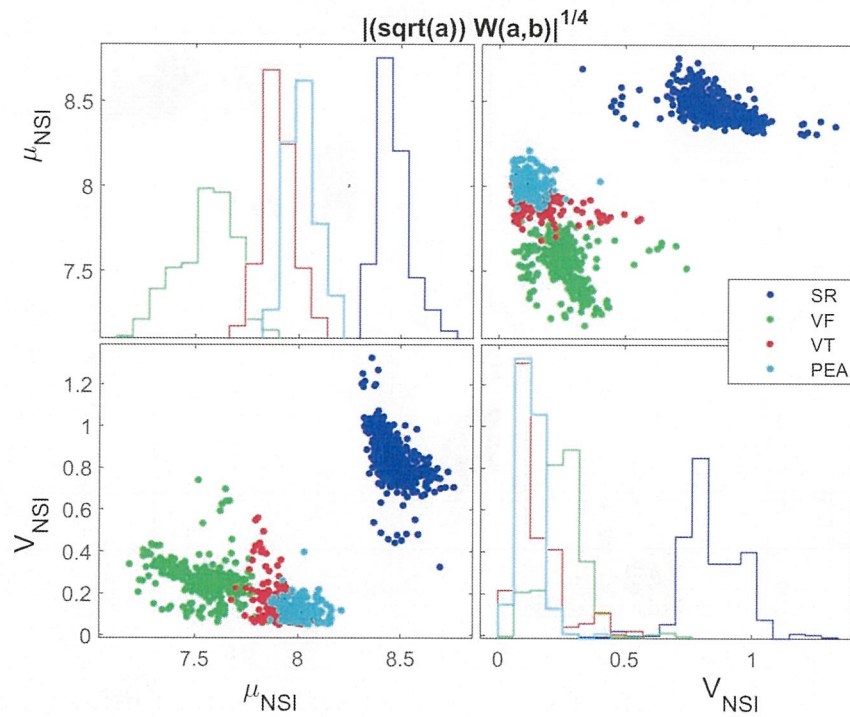 |(sqrt(a)) W(a,b)|^1/4
μNSI
8.5
8
7.5
SR
VF
VT
PEA
VNSI
1.2
1
0.8
0.6
0.4
0.2
0
7.5 8 8.5
μNSI
0 0.5 1
VNSI